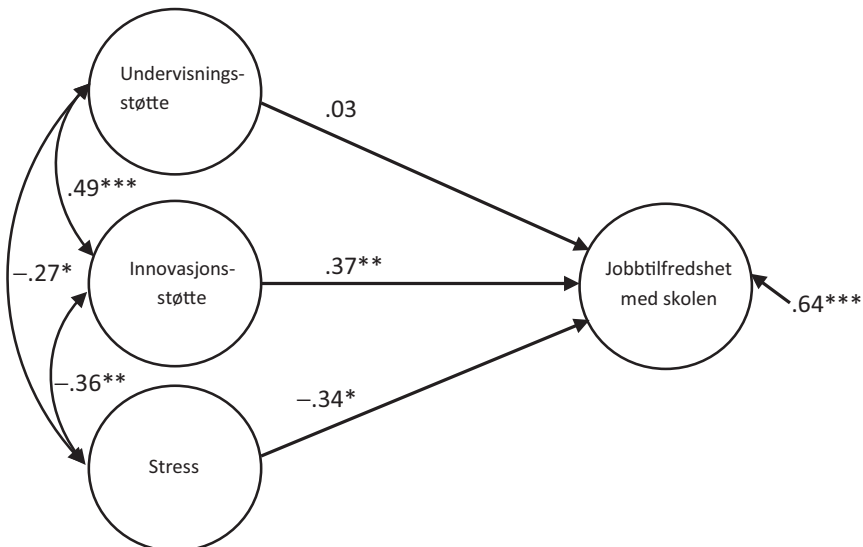 Undervisnings-
støtte
.03
.49***
Innovasjons-
støtte
–.27*
.37**
Jobbtilfredshet
med skolen
.64***
–.36**
–.34*
Stress